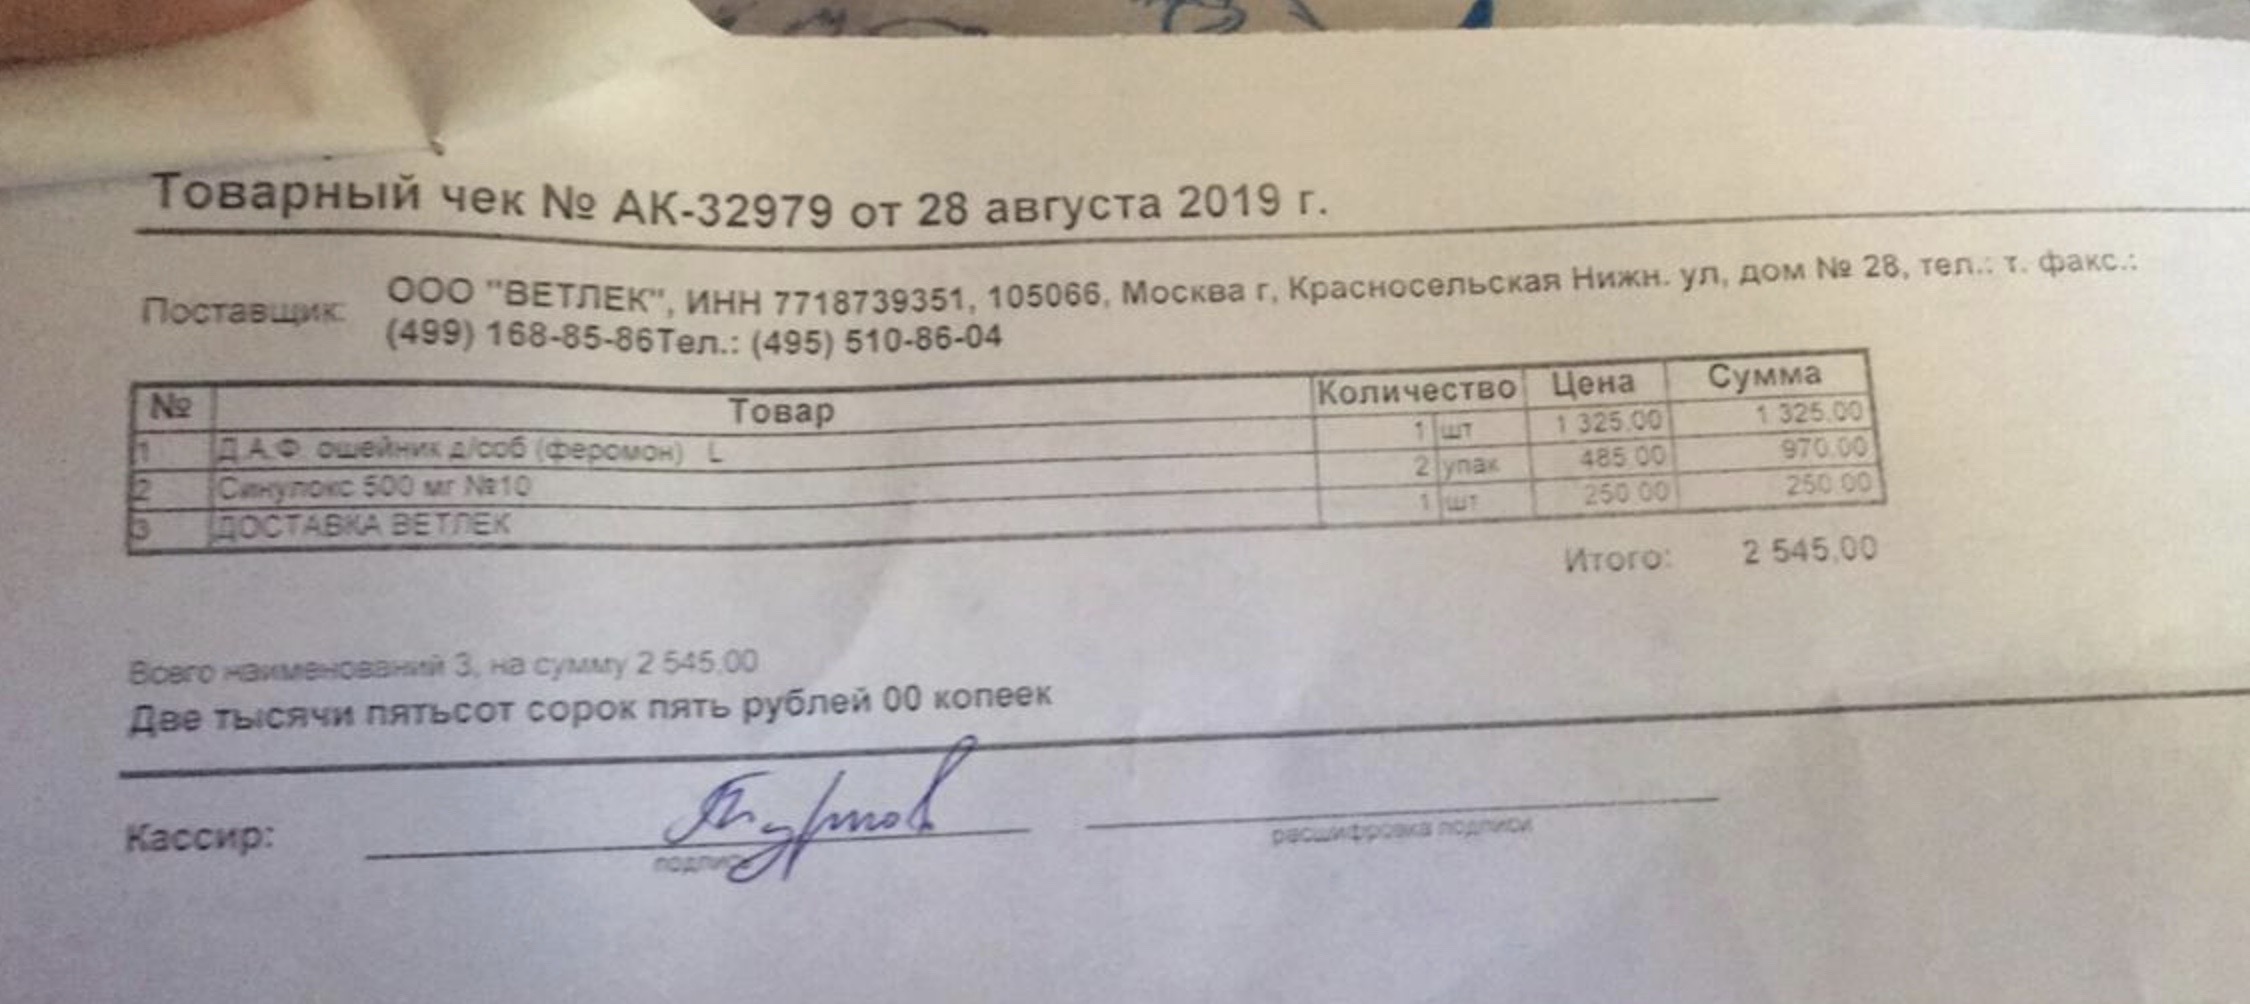 Товарный чек № АК-32979 от 28 августа 2019 г.
Поставщик: ООО "ВЕТЛЕК", ИНН 7718739351, 105066, Москва г, Красносельская Нижн. ул, дом № 28, тел.: т. факс.:
(499) 168-85-86Тел.: (495) 510-86-04
№ Товар Количество Цена Сумма
1 Д.А.Ф. ошейник д/соб (феромон) L 1 шт 1 325.00 1 325.00
2 Синулокс 500 мг №10 2 упак 485.00 970.00
3 ДОСТАВКА ВЕТЛЕК 1 шт 250.00 250.00
Итого: 2 545,00
Всего наименований 3, на сумму 2 545.00
Две тысячи пятьсот сорок пять рублей 00 копеек
Кассир:
подпись расшифровка подписи